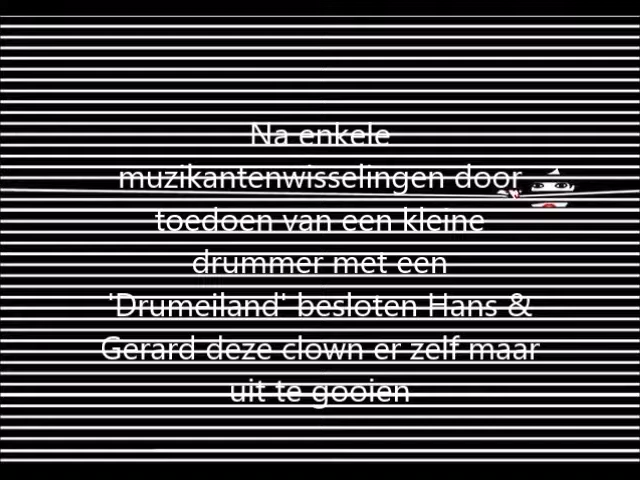 Na enkele
muzikantenwisselingen door
toedoen van een kleine
drummer met een
'Drumeiland' besloten Hans &
Gerard deze clown er zelf maar
uit te gooien